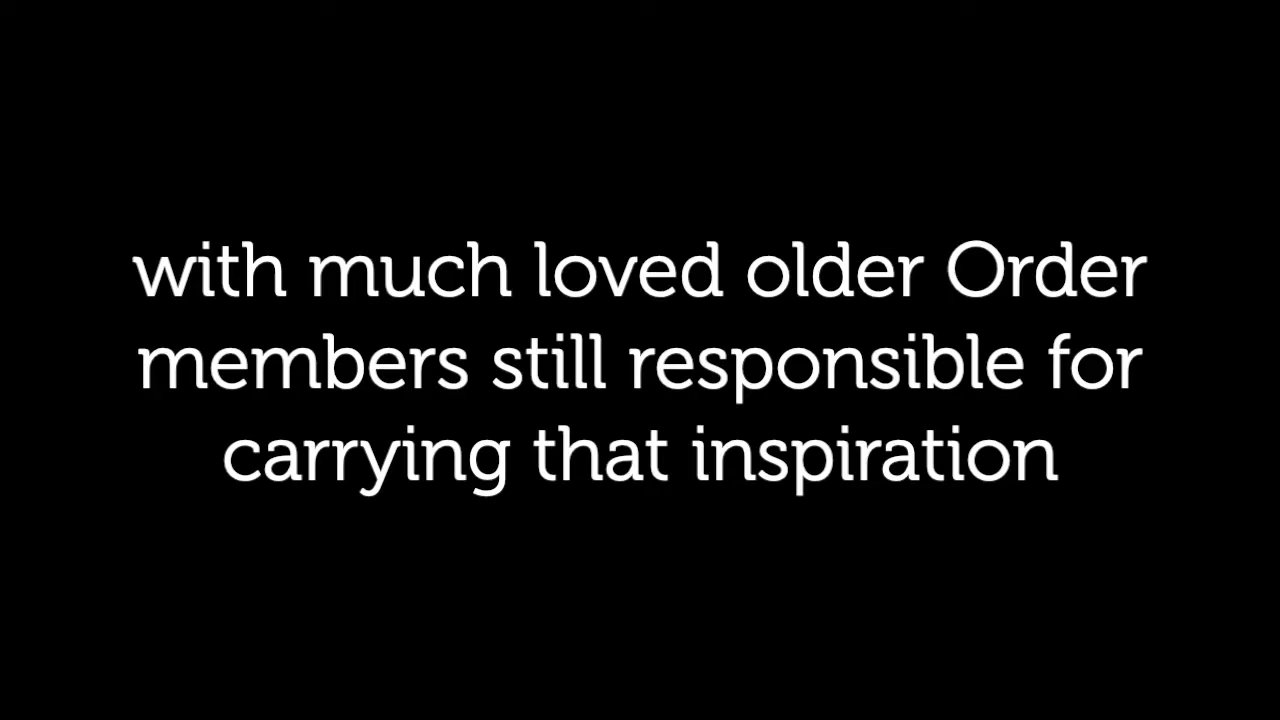 with much loved older Order
members still responsible for
carrying that inspiration